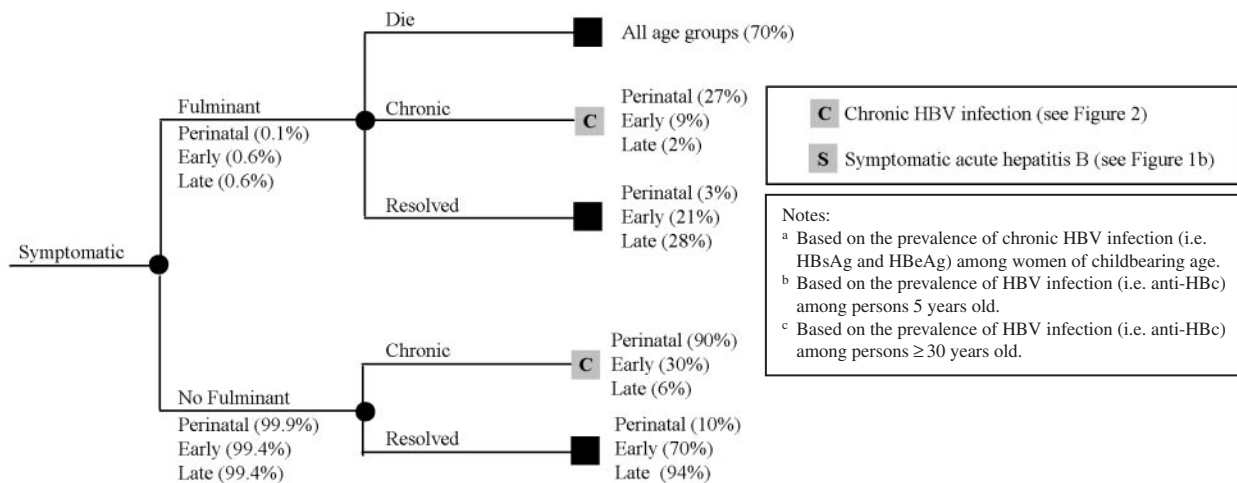 Die
All age groups (70%)
Fulminant
Perinatal (0.1%)
Early (0.6%)
Late (0.6%)
Chronic
C
Perinatal (27%)
Early (9%)
Late (2%)
Resolved
Perinatal (3%)
Early (21%)
Late (28%)
Symptomatic
No Fulminant
Perinatal (99.9%)
Early (99.4%)
Late (99.4%)
Chronic
C
Perinatal (90%)
Early (30%)
Late (6%)
Resolved
Perinatal (10%)
Early (70%)
Late (94%)
C Chronic HBV infection (see Figure 2)
S Symptomatic acute hepatitis B (see Figure 1b)
Notes:
a Based on the prevalence of chronic HBV infection (i.e.
HBsAg and HBeAg) among women of childbearing age.
b Based on the prevalence of HBV infection (i.e. anti-HBc)
among persons 5 years old.
c Based on the prevalence of HBV infection (i.e. anti-HBc)
among persons ≥ 30 years old.